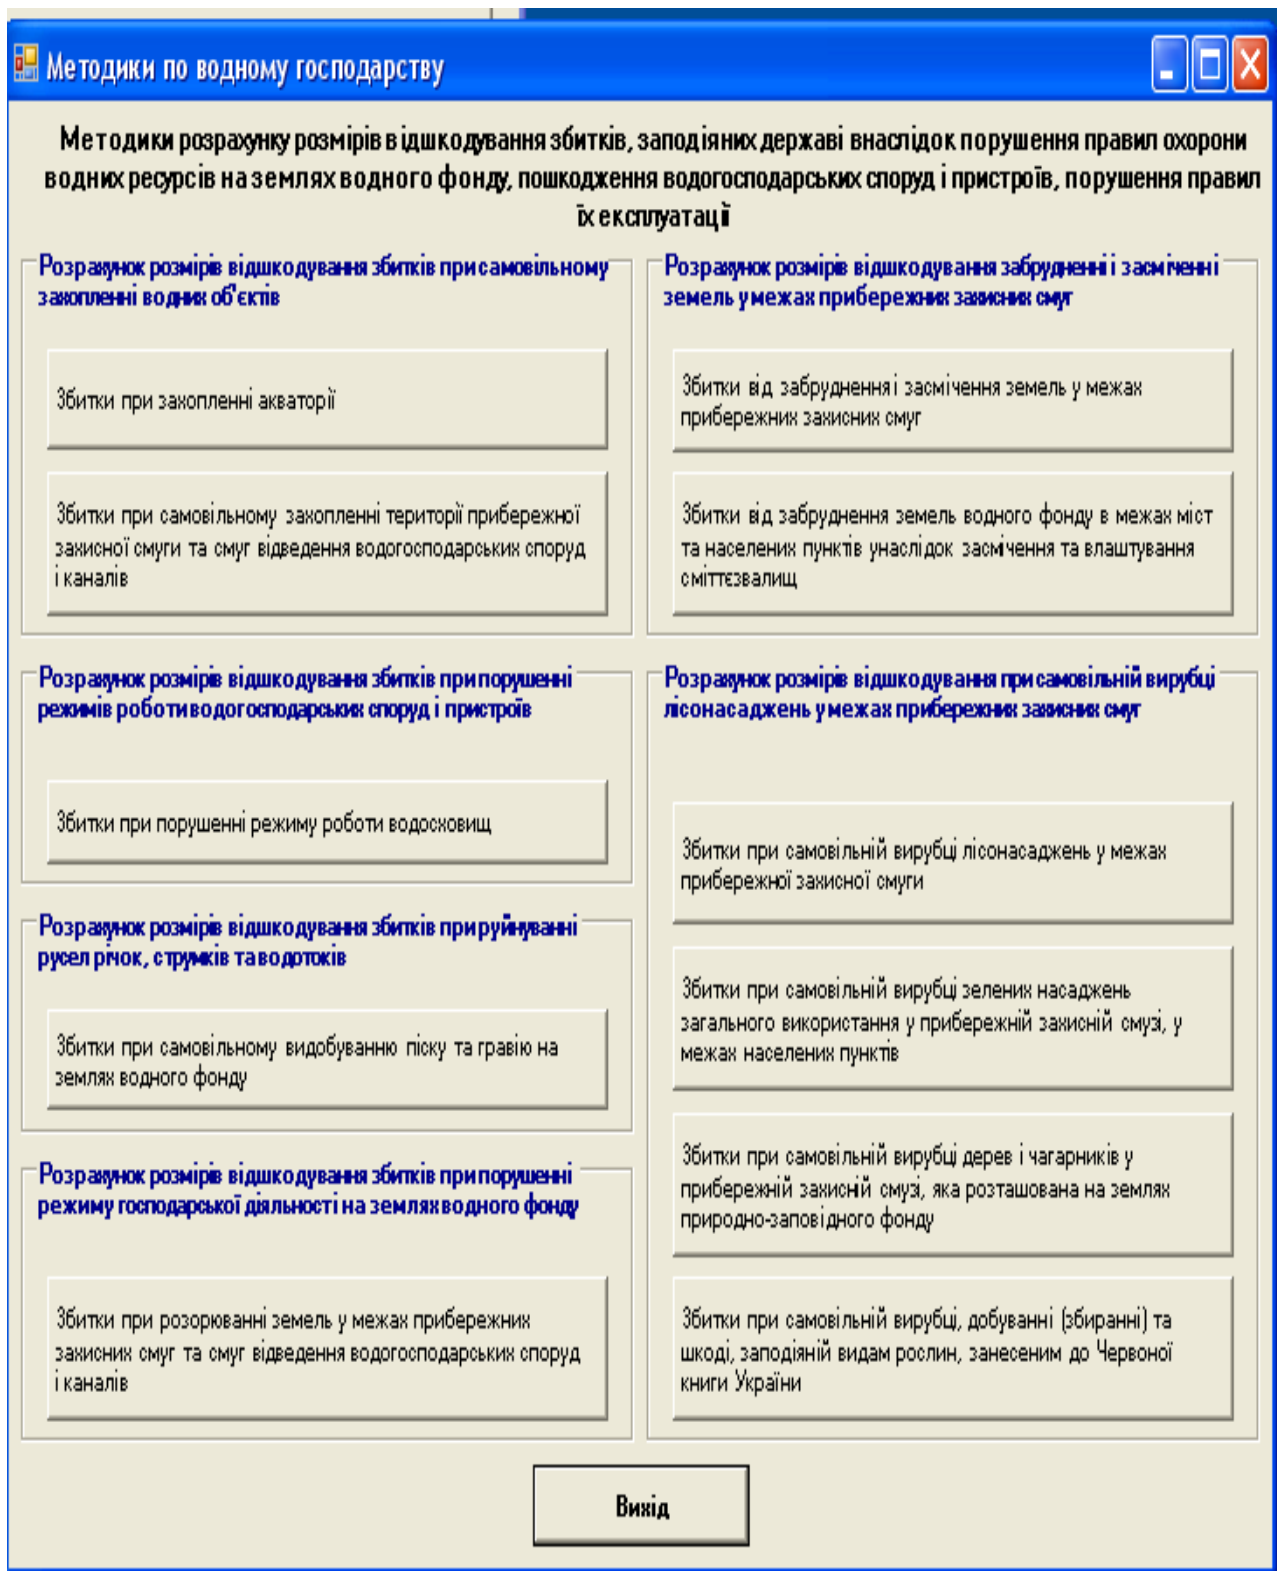 Методики по водному господарству
Методики розрахунку розмірів відшкодування збитків, заподіяних державі внаслідок порушення правил охорони
водних ресурсів на землях водного фонду, пошкодження водогосподарських споруд і пристроїв, порушення правил
їх експлуатації
Розрахунок розмірів відшкодування збитків при самовільному
захопленні водних об'єктів
Збитки при захопленні акваторії
Збитки при самовільному захопленні території прибережної
захисної смуги та смуг відведення водогосподарських споруд
і каналів
Розрахунок розмірів відшкодування збитків при порушенні
режимів роботи водогосподарських споруд і пристроїв
Збитки при порушенні режиму роботи водосховищ
Розрахунок розмірів відшкодування збитків при руйнуванні
русел річок, струмків та водотоків
Збитки при самовільному видобуванню піску та гравію на
землях водного фонду
Розрахунок розмірів відшкодування збитків при порушенні
режиму господарської діяльності на землях водного фонду
Збитки при розорюванні земель у межах прибережних
захисних смуг та смуг відведення водогосподарських споруд
і каналів
Розрахунок розмірів відшкодування забрудненні і засміченні
земель у межах прибережних захисних смуг
Збитки від забруднення і засмічення земель у межах
прибережних захисних смуг
Збитки від забруднення земель водного фонду в межах міст
та населених пунктів унаслідок засмічення та влаштування
сміттєзвалищ
Розрахунок розмірів відшкодування при самовільній вирубці
лісонасаджень у межах прибережних захисних смуг
Збитки при самовільній вирубці лісонасаджень у межах
прибережної захисної смуги
Збитки при самовільній вирубці зелених насаджень
загального використання у прибережній захисній смузі, у
межах населених пунктів
Збитки при самовільній вирубці дерев і чагарників у
прибережній захисній смузі, яка розташована на землях
природно-заповідного фонду
Збитки при самовільній вирубці, добуванні (збиранні) та
шкоді, заподіяній видам рослин, занесеним до Червоної
книги України
Вихід